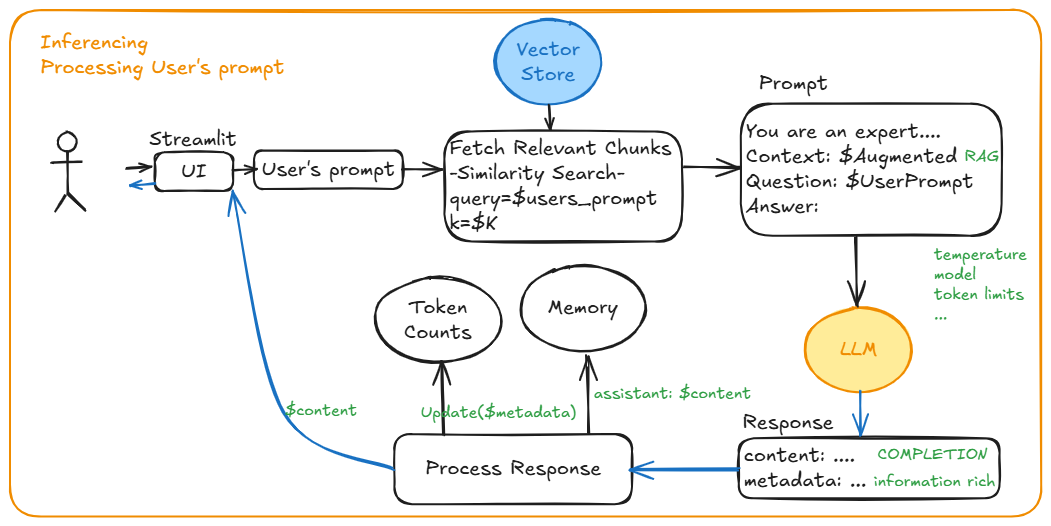 Inferencing
Processing User's prompt
Vector
Store
Prompt
Streamlit
UI
User's prompt
Fetch Relevant Chunks
-Similarity Search-
query=$users_prompt
k=$K
You are an expert....
Context: $Augmented RAG
Question: $UserPrompt
Answer:
temperature
model
token limits
...
Token
Counts
Memory
LLM
$content
Update($metadata)
assistant: $content
Response
content: .... COMPLETION
metadata: ... information rich
Process Response